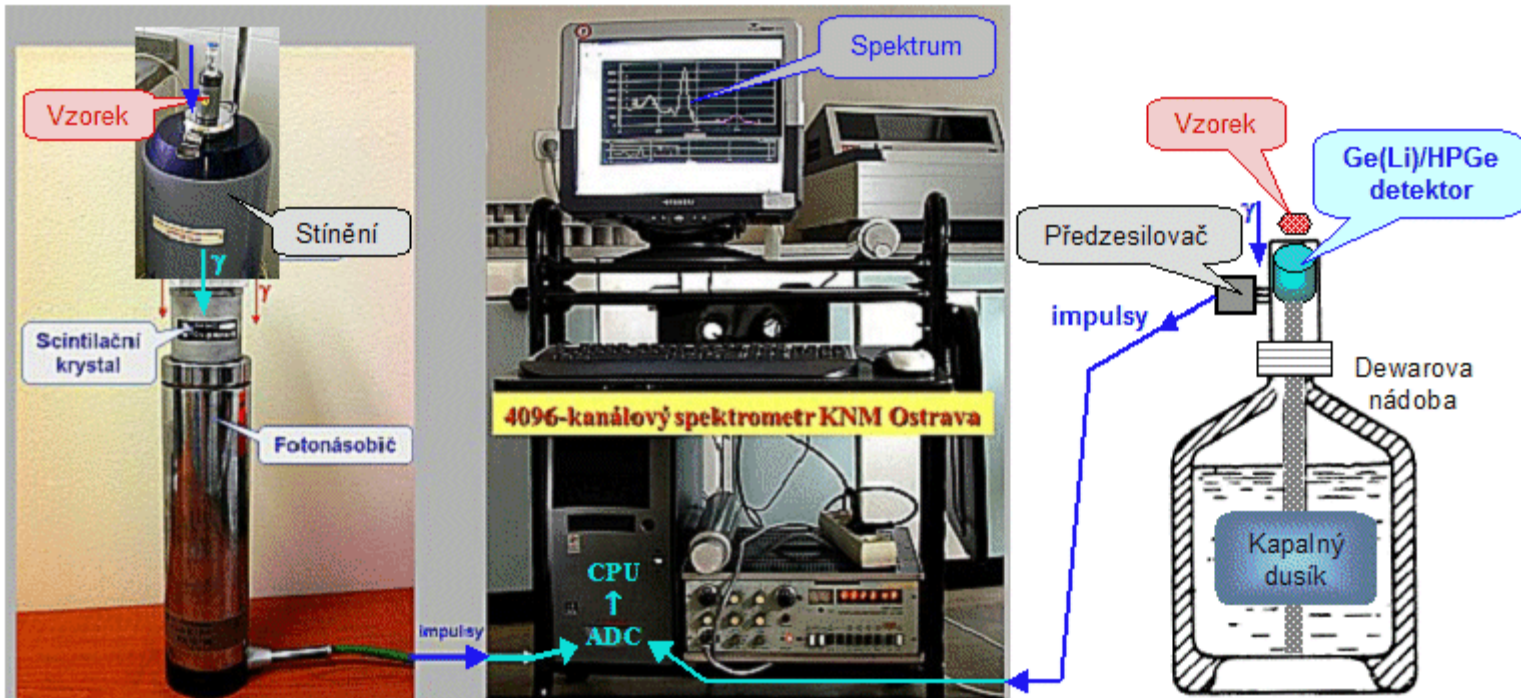 Vzorek
Stínění
γ
γ
Scintilační
krystal
Fotonásobič
impulsy
Spektrum
4096-kanálový spektrometr KNM Ostrava
CPU
↑
ADC
Vzorek
Ge(Li)/HPGe
detektor
γ
Předzesilovač
impulsy
Dewarova
nádoba
Kapalný
dusík